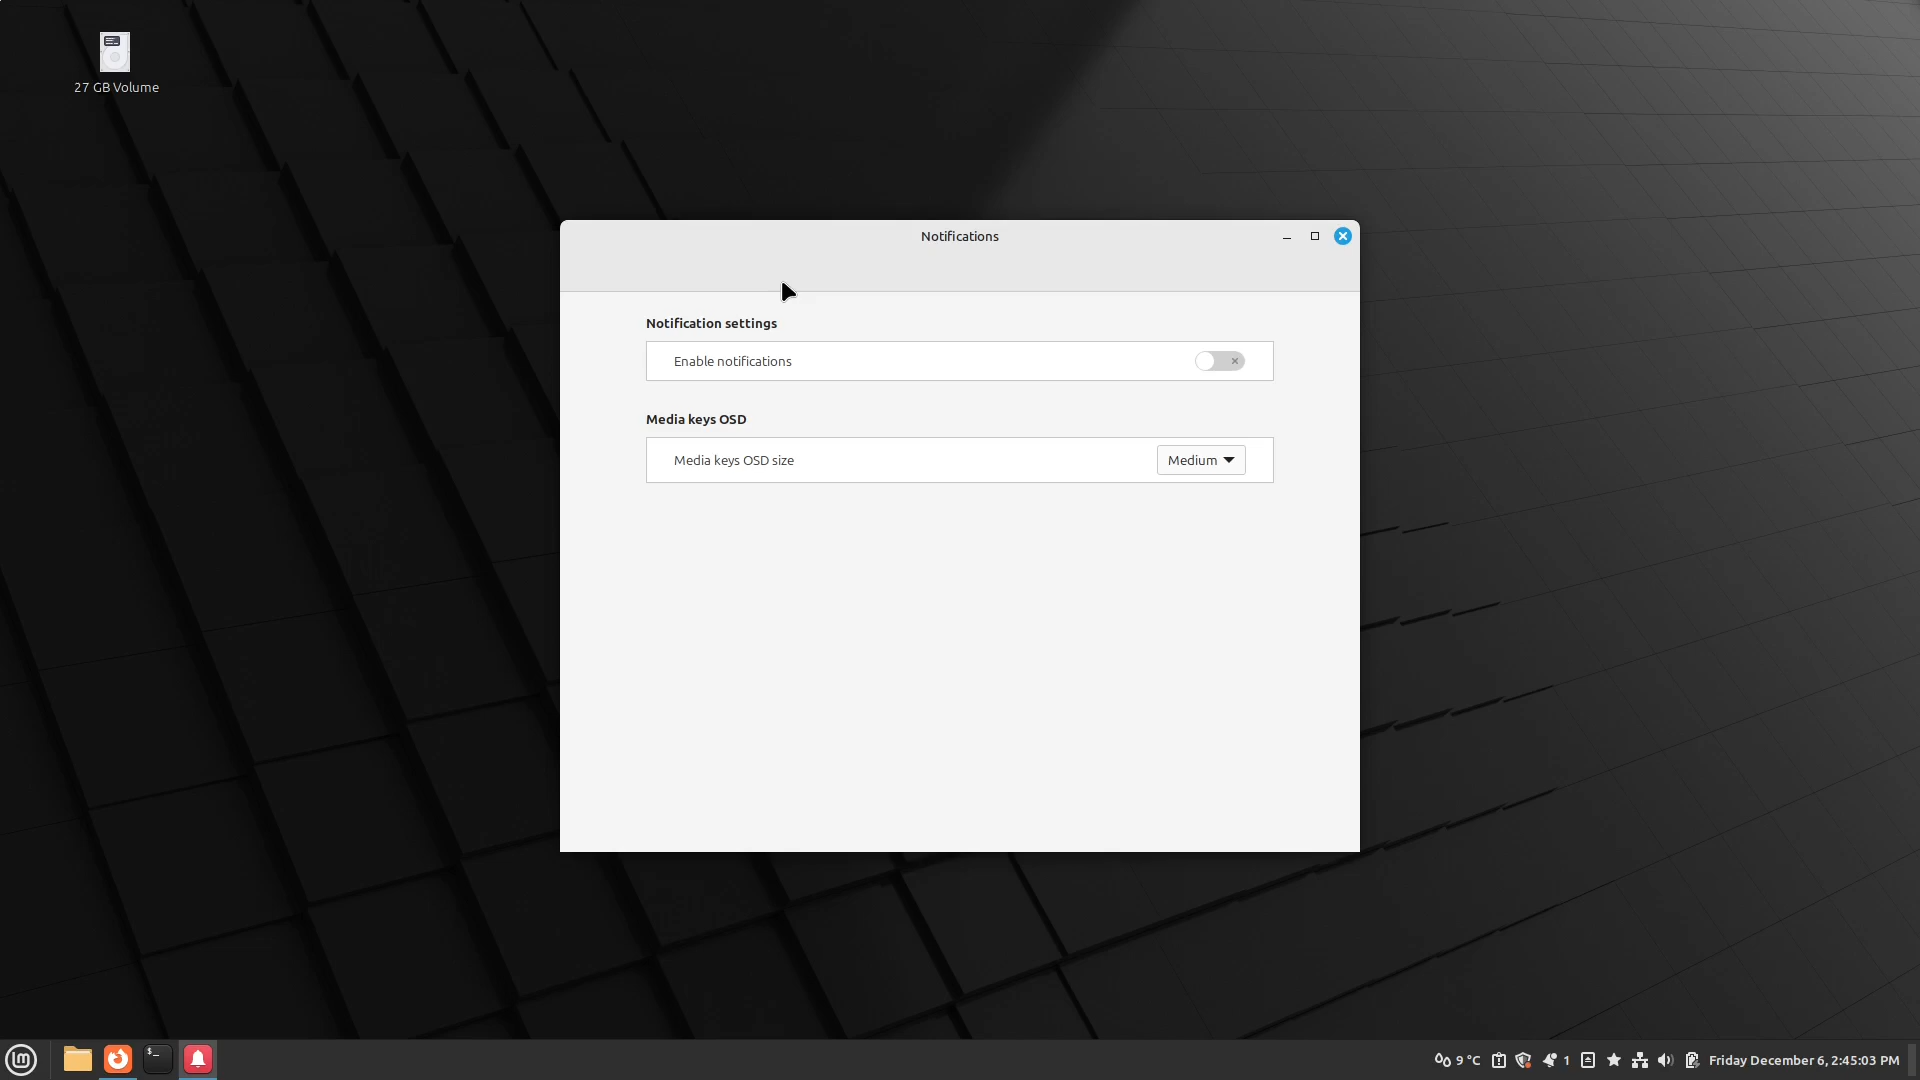 27 GB Volume
Notifications
Notification settings
Enable notifications
Media keys OSD
Media keys OSD size
Medium
9 °C
1
Friday December 6, 2:45:03 PM